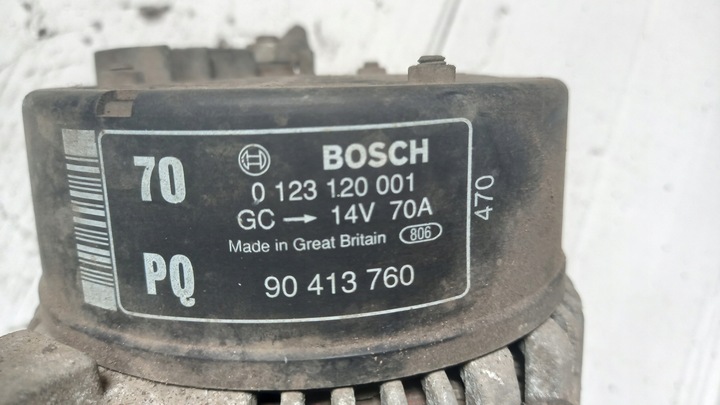 70
BOSCH
0 123 120 001
GC → 14V 70A
Made in Great Britain 806
PQ
90 413 760
470